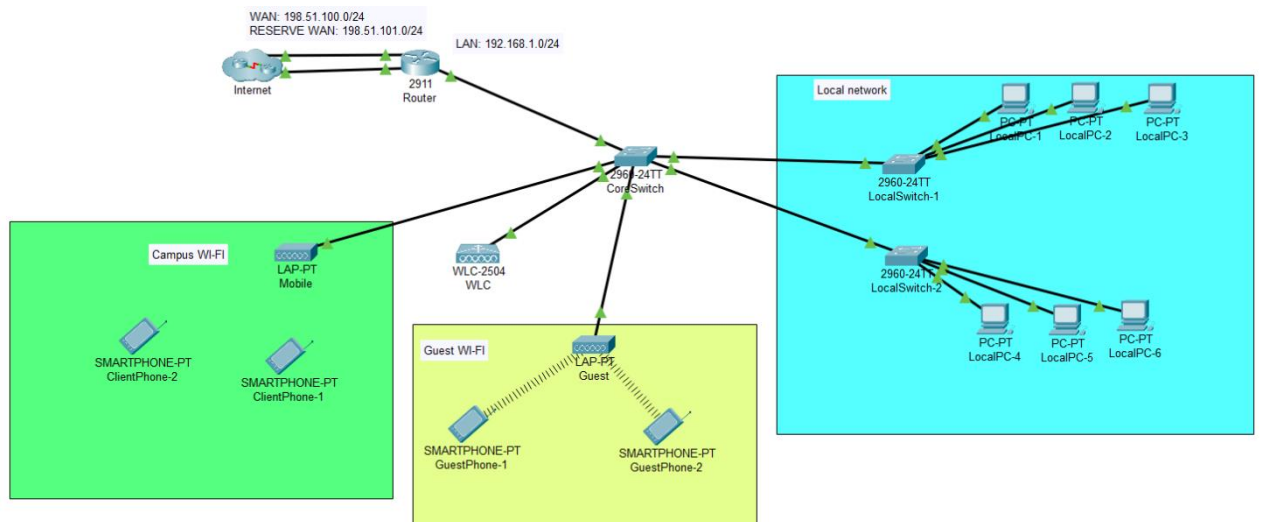 WAN: 198.51.100.0/24
RESERVE WAN: 198.51.101.0/24
LAN: 192.168.1.0/24
Internet
2911
Router
Local network
PC-PT
LocalPC-1
PC-PT
LocalPC-2
PC-PT
LocalPC-3
2960-24TT
CoreSwitch
2960-24TT
LocalSwitch-1
2960-24TT
LocalSwitch-2
PC-PT
LocalPC-4
PC-PT
LocalPC-5
PC-PT
LocalPC-6
Campus WI-FI
LAP-PT
Mobile
WLC-2504
WLC
SMARTPHONE-PT
ClientPhone-2
SMARTPHONE-PT
ClientPhone-1
Guest WI-FI
LAP-PT
Guest
SMARTPHONE-PT
GuestPhone-1
SMARTPHONE-PT
GuestPhone-2